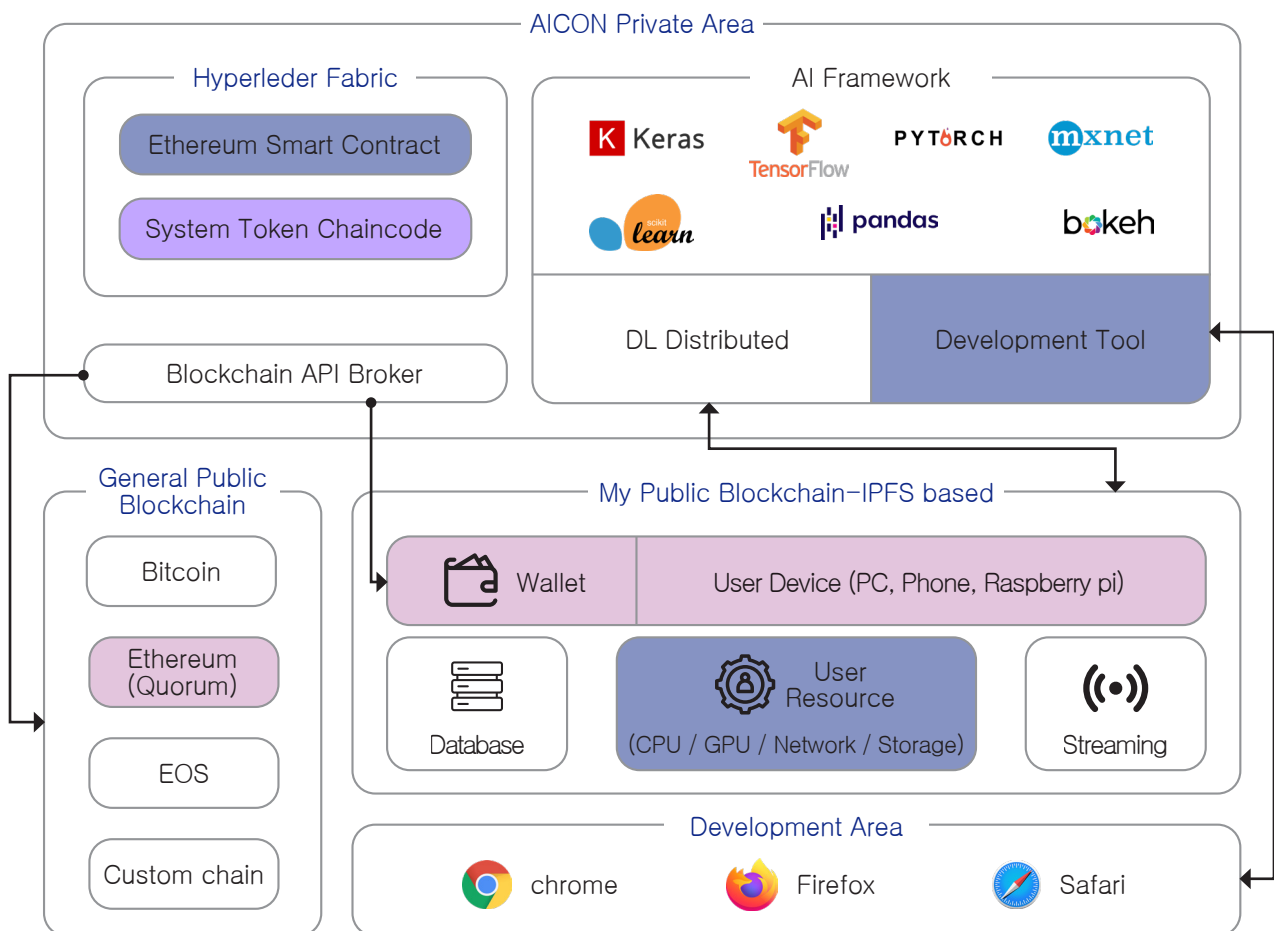 AICON Private Area
Hyperleder Fabric
Ethereum Smart Contract
System Token Chaincode
Blockchain API Broker
AI Framework
K Keras
TensorFlow
PYTORCH
mxnet
scikit
learn
pandas
bokeh
DL Distributed
Development Tool
General Public
Blockchain
Bitcoin
Ethereum
(Quorum)
EOS
Custom chain
My Public Blockchain-IPFS based
Wallet
User Device (PC, Phone, Raspberry pi)
Database
User
Resource
(CPU / GPU / Network / Storage)
Streaming
Development Area
chrome
Firefox
Safari